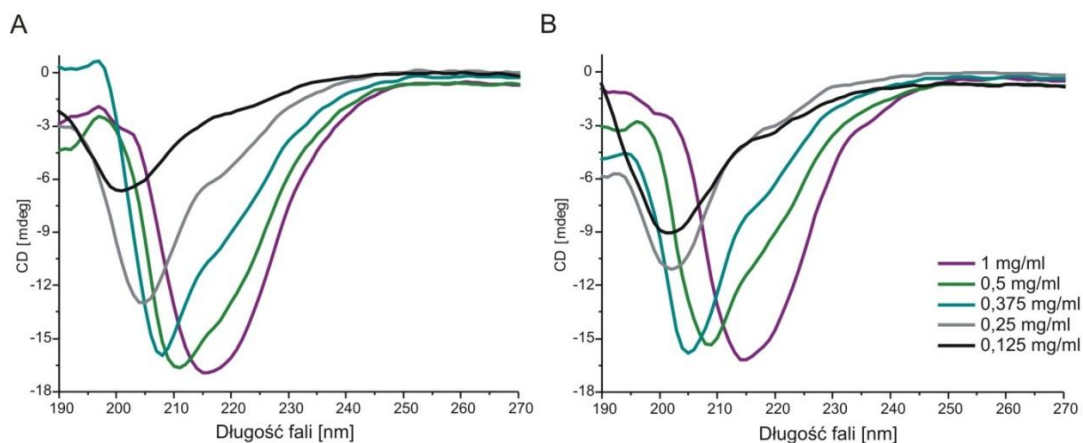 A
B
CD [mdeg]
0
-3
-6
-9
-12
-15
-18
190 200 210 220 230 240 250 260 270
Długość fali [nm]
CD [mdeg]
0
-3
-6
-9
-12
-15
-18
190 200 210 220 230 240 250 260 270
Długość fali [nm]
1 mg/ml
0,5 mg/ml
0,375 mg/ml
0,25 mg/ml
0,125 mg/ml